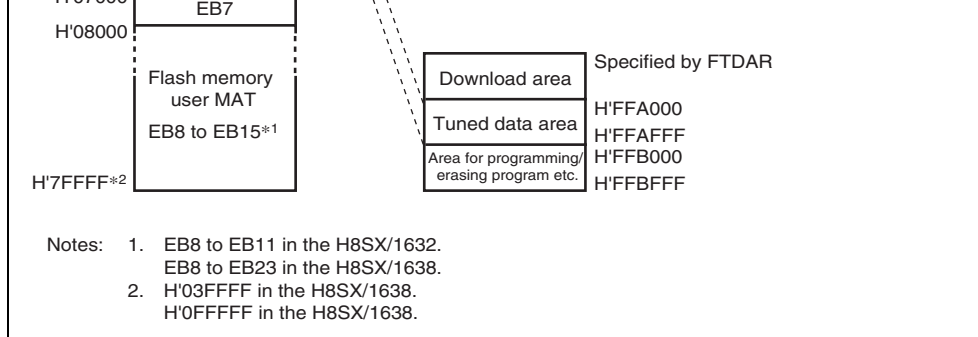 EB7
H'08000
Flash memory
user MAT
EB8 to EB15*1
H'7FFFF*2
Download area
Specified by FTDAR
Tuned data area
H'FFA000
H'FFAFFF
Area for programming/
erasing program etc.
H'FFB000
H'FFBFFF
Notes: 1. EB8 to EB11 in the H8SX/1632.
EB8 to EB23 in the H8SX/1638.
2. H'03FFFF in the H8SX/1638.
H'0FFFFF in the H8SX/1638.